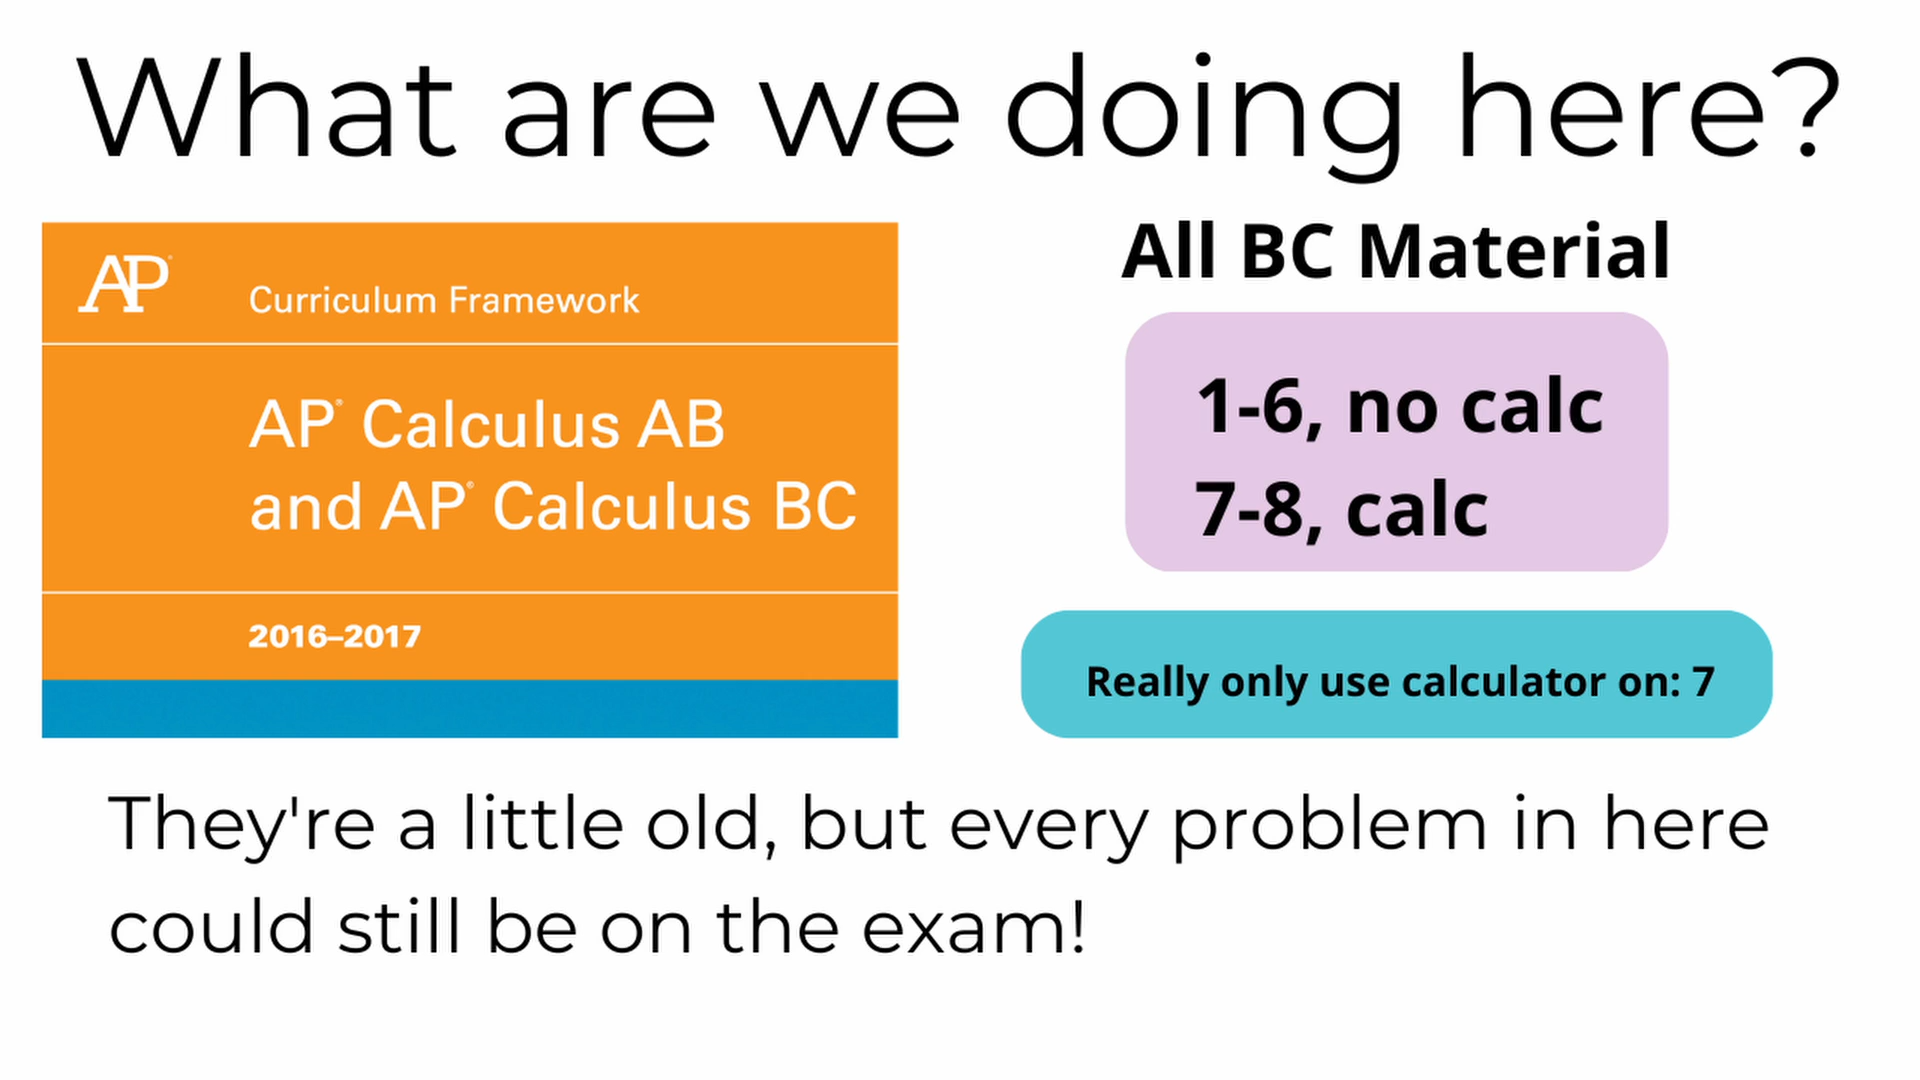 What are we doing here?
AP®
Curriculum Framework
AP® Calculus AB
and AP® Calculus BC
2016–2017
All BC Material
1-6, no calc
7-8, calc
Really only use calculator on: 7
They're a little old, but every problem in here
could still be on the exam!